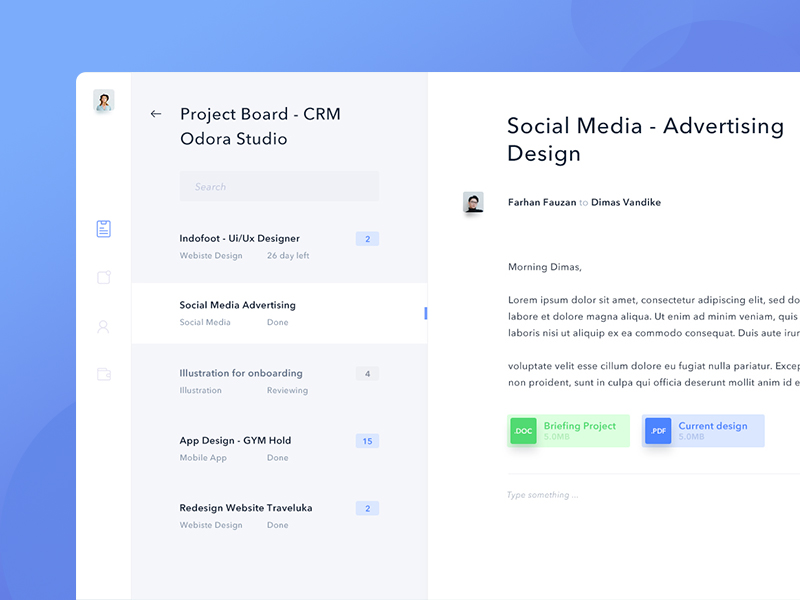 Project Board - CRM
Odora Studio
Search
Indofoot - Ui/Ux Designer
2
Webiste Design
26 day left
Social Media Advertising
Social Media
Done
Illustration for onboarding
4
Illustration
Reviewing
App Design - GYM Hold
15
Mobile App
Done
Redesign Website Traveluka
2
Webiste Design
Done
Social Media - Advertising
Design
Farhan Fauzan to Dimas Vandike
Morning Dimas,
Lorem ipsum dolor sit amet, consectetur adipiscing elit, sed do
labore et dolore magna aliqua. Ut enim ad minim veniam, quis
laboris nisi ut aliquip ex ea commodo consequat. Duis aute irur
voluptate velit esse cillum dolore eu fugiat nulla pariatur. Excep
non proident, sunt in culpa qui officia deserunt mollit anim id e
.DOC
Briefing Project
5.0MB
.PDF
Current design
5.0MB
Type something ...